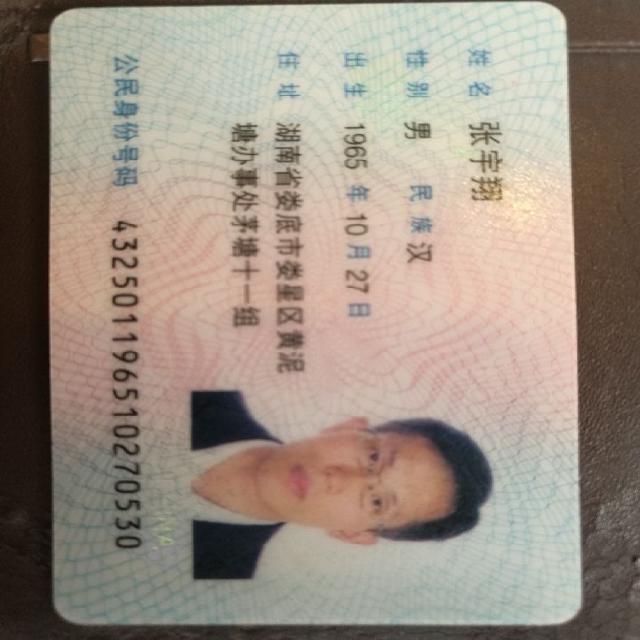 姓名 张宇翔
性别 男 民族 汉
出生 1965 年 10 月 27 日
住址 湖南省娄底市娄星区黄泥
塘办事处茅塘十一组
公民身份号码 432501196510270530